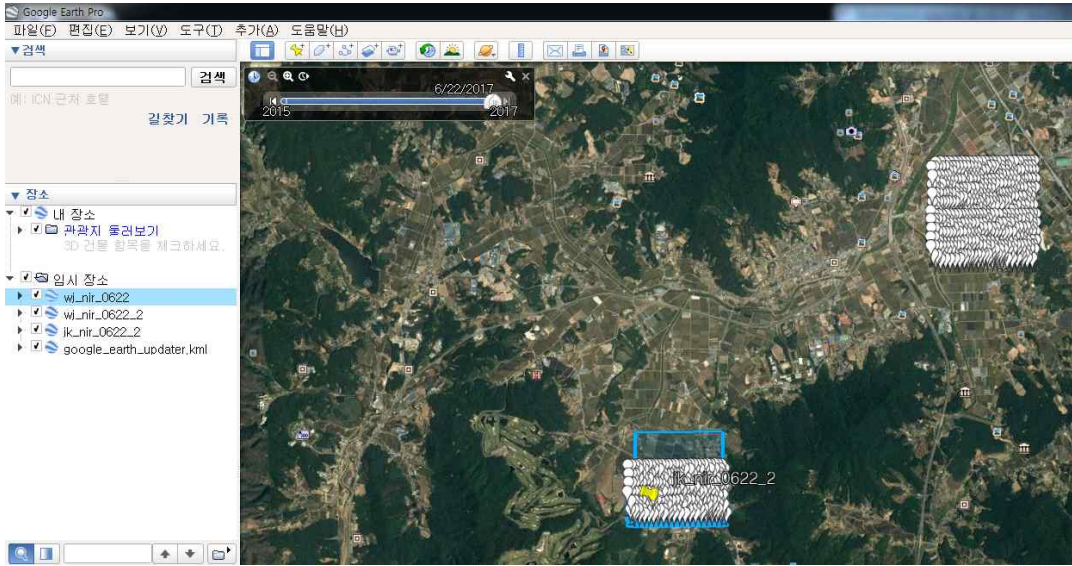 Google Earth Pro
파일(F) 편집(E) 보기(V) 도구(T) 추가(A) 도움말(H)
▼검색
검색
예: ICN 근처 호텔
길찾기 기록
▼ 장소
내 장소
관광지 둘러보기
3D 건물 항목을 체크하세요.
임시 장소
wj_nir_0622
wj_nir_0622_2
jk_nir_0622_2
google_earth_updater.kml
6/22/2017
2015 2017
jk_nir_0622_2